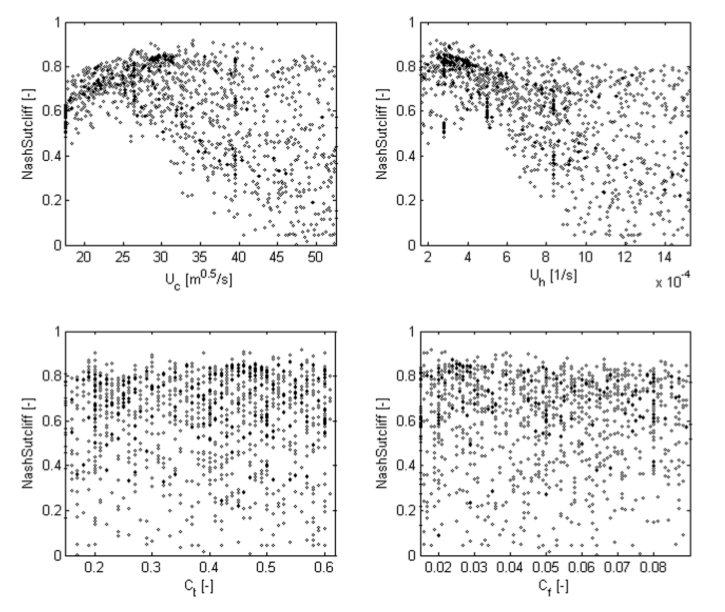 NashSutcliff [-]
1
0.8
0.6
0.4
0.2
0
20 25 30 35 40 45 50
U_c [m^0.5/s]
NashSutcliff [-]
1
0.8
0.6
0.4
0.2
0
2 4 6 8 10 12 14
U_h [1/s]
x 10^-4
NashSutcliff [-]
1
0.8
0.6
0.4
0.2
0
0.2 0.3 0.4 0.5 0.6
C_t [-]
NashSutcliff [-]
1
0.8
0.6
0.4
0.2
0
0.02 0.03 0.04 0.05 0.06 0.07 0.08
C_f [-]